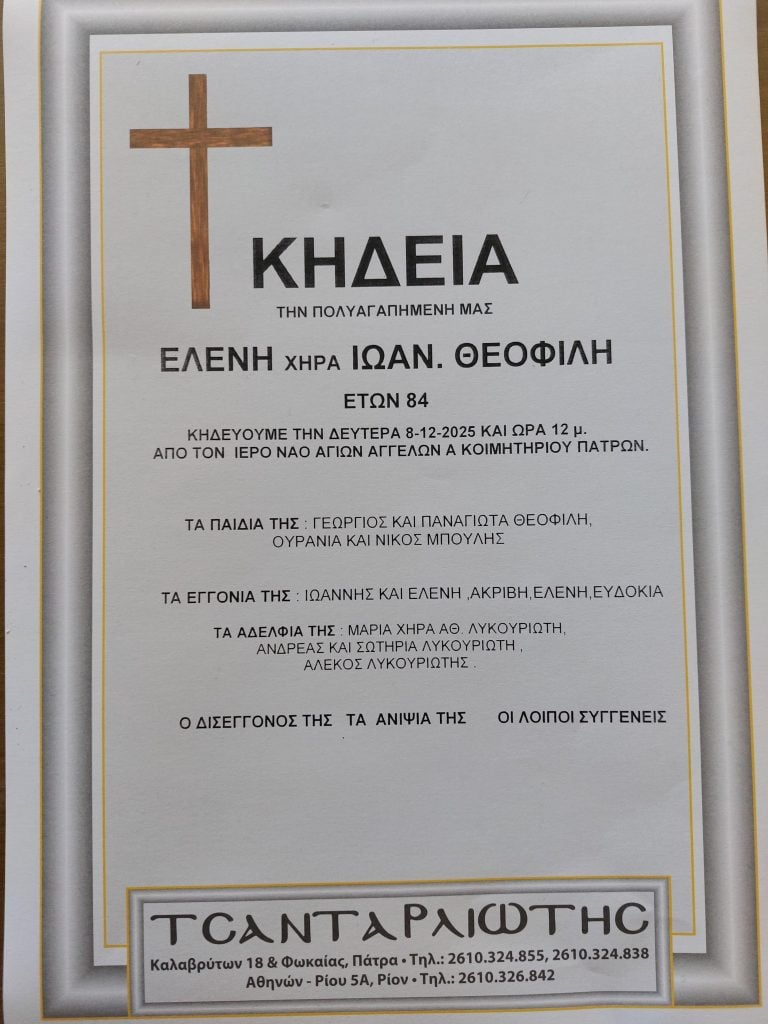 ΚΗΔΕΙΑ
ΤΗΝ ΠΟΛΥΑΓΑΠΗΜΕΝΗ ΜΑΣ
ΕΛΕΝΗ ΧΗΡΑ ΙΩΑΝ. ΘΕΟΦΙΛΗ
ΕΤΩΝ 84
ΚΗΔΕΥΟΥΜΕ ΤΗΝ ΔΕΥΤΕΡΑ 8-12-2025 ΚΑΙ ΩΡΑ 12 μ.
ΑΠΟ ΤΟΝ ΙΕΡΟ ΝΑΟ ΑΓΙΩΝ ΑΓΓΕΛΩΝ Α ΚΟΙΜΗΤΗΡΙΟΥ ΠΑΤΡΩΝ.
ΤΑ ΠΑΙΔΙΑ ΤΗΣ : ΓΕΩΡΓΙΟΣ ΚΑΙ ΠΑΝΑΓΙΩΤΑ ΘΕΟΦΙΛΗ,
ΟΥΡΑΝΙΑ ΚΑΙ ΝΙΚΟΣ ΜΠΟΥΛΗΣ
ΤΑ ΕΓΓΟΝΙΑ ΤΗΣ : ΙΩΑΝΝΗΣ ΚΑΙ ΕΛΕΝΗ ,ΑΚΡΙΒΗ,ΕΛΕΝΗ,ΕΥΔΟΚΙΑ
ΤΑ ΑΔΕΛΦΙΑ ΤΗΣ : ΜΑΡΙΑ ΧΗΡΑ ΑΘ. ΛΥΚΟΥΡΙΩΤΗ,
ΑΝΔΡΕΑΣ ΚΑΙ ΣΩΤΗΡΙΑ ΛΥΚΟΥΡΙΩΤΗ ,
ΑΛΕΚΟΣ ΛΥΚΟΥΡΙΩΤΗΣ .
Ο ΔΙΣΕΓΓΟΝΟΣ ΤΗΣ ΤΑ ΑΝΙΨΙΑ ΤΗΣ ΟΙ ΛΟΙΠΟΙ ΣΥΓΓΕΝΕΙΣ
ΤΣΑΝΤΑΡΛΙΩΤΗΣ
Καλαβρύτων 18 & Φωκαίας, Πάτρα • Τηλ.: 2610.324.855, 2610.324.838
Αθηνών - Ρίου 5Α, Ρίον • Τηλ.: 2610.326.842